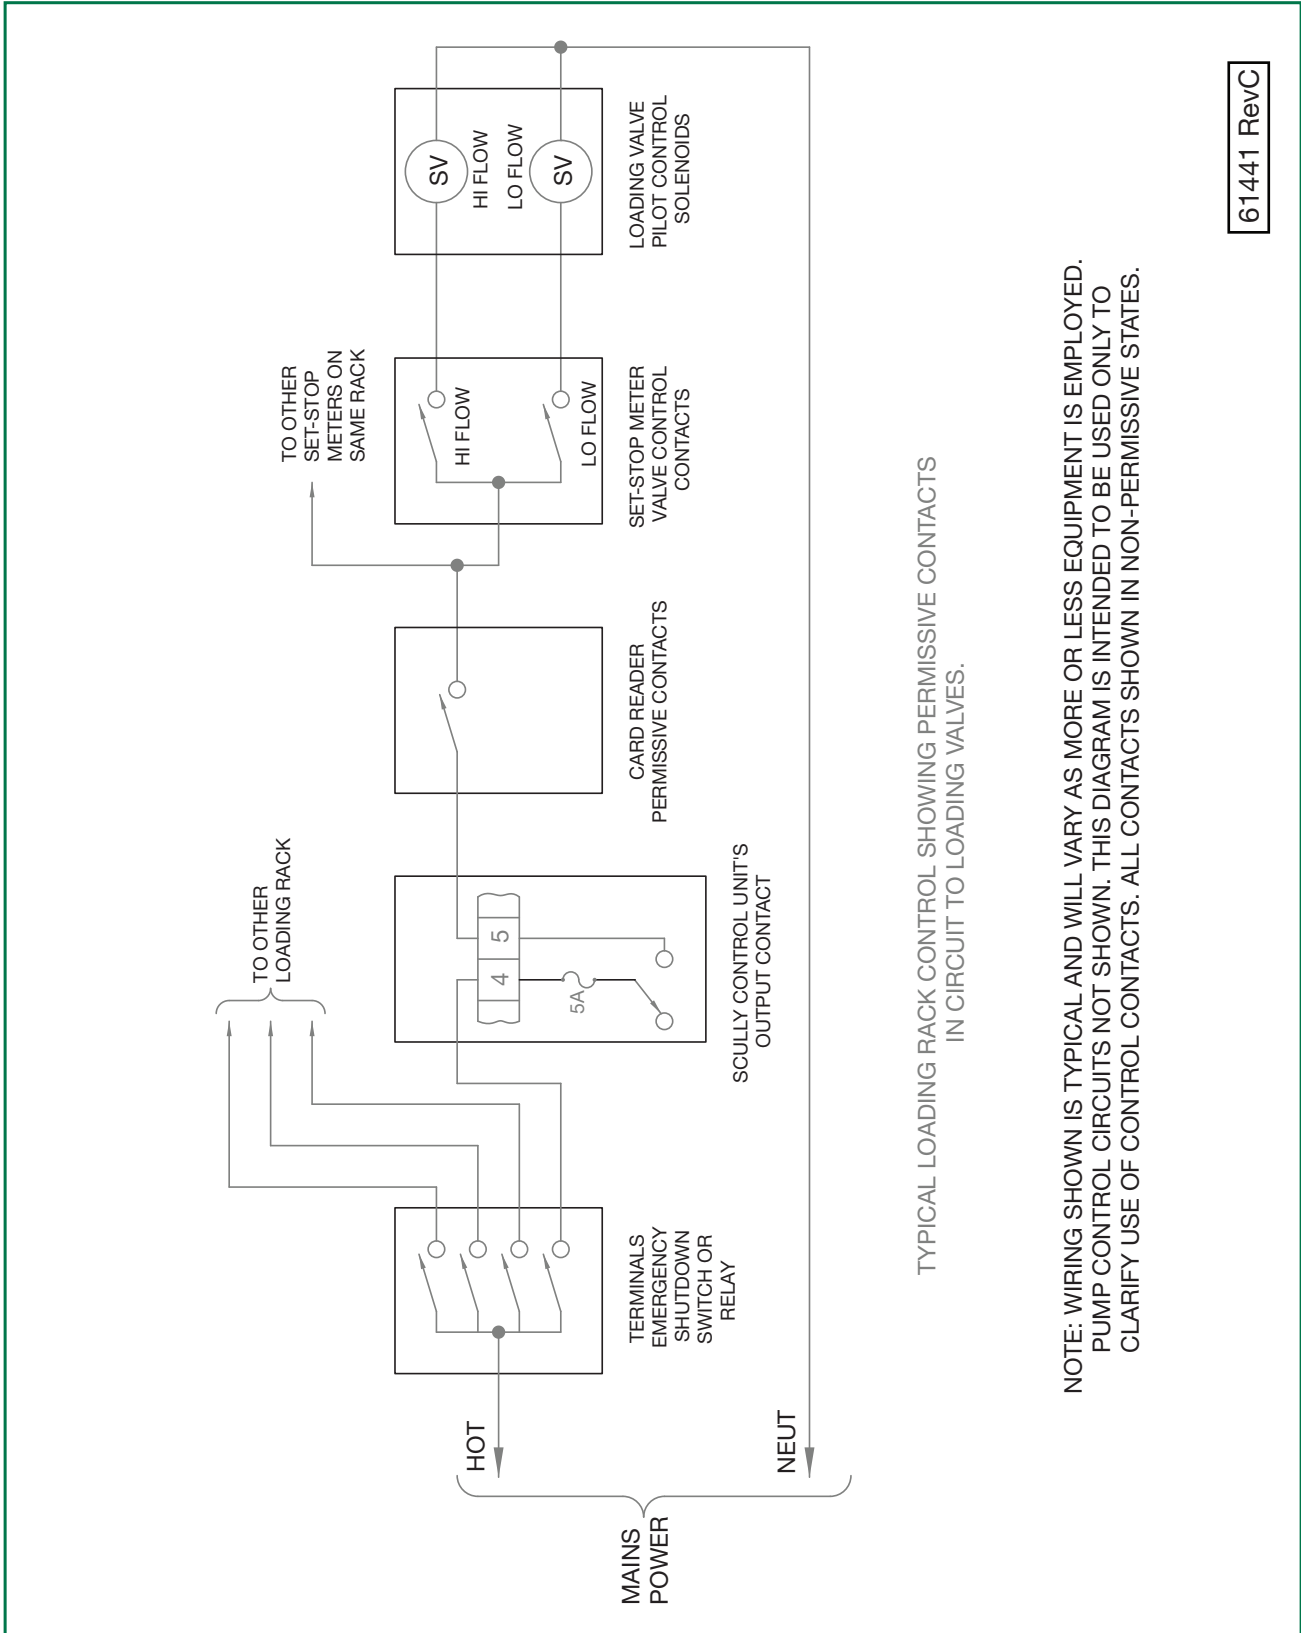 TO OTHER
LOADING RACK
TO OTHER
SET-STOP
METERS ON
SAME RACK
HOT
MAINS
POWER
NEUT
TERMINALS
EMERGENCY
SHUTDOWN
SWITCH OR
RELAY
4
5
5A
SCULLY CONTROL UNIT'S
OUTPUT CONTACT
CARD READER
PERMISSIVE CONTACTS
HI FLOW
LO FLOW
SET-STOP METER
VALVE CONTROL
CONTACTS
SV
HI FLOW
LO FLOW
SV
LOADING VALVE
PILOT CONTROL
SOLENOIDS
TYPICAL LOADING RACK CONTROL SHOWING PERMISSIVE CONTACTS
IN CIRCUIT TO LOADING VALVES.
NOTE: WIRING SHOWN IS TYPICAL AND WILL VARY AS MORE OR LESS EQUIPMENT IS EMPLOYED.
PUMP CONTROL CIRCUITS NOT SHOWN. THIS DIAGRAM IS INTENDED TO BE USED ONLY TO
CLARIFY USE OF CONTROL CONTACTS. ALL CONTACTS SHOWN IN NON-PERMISSIVE STATES.
61441 RevC